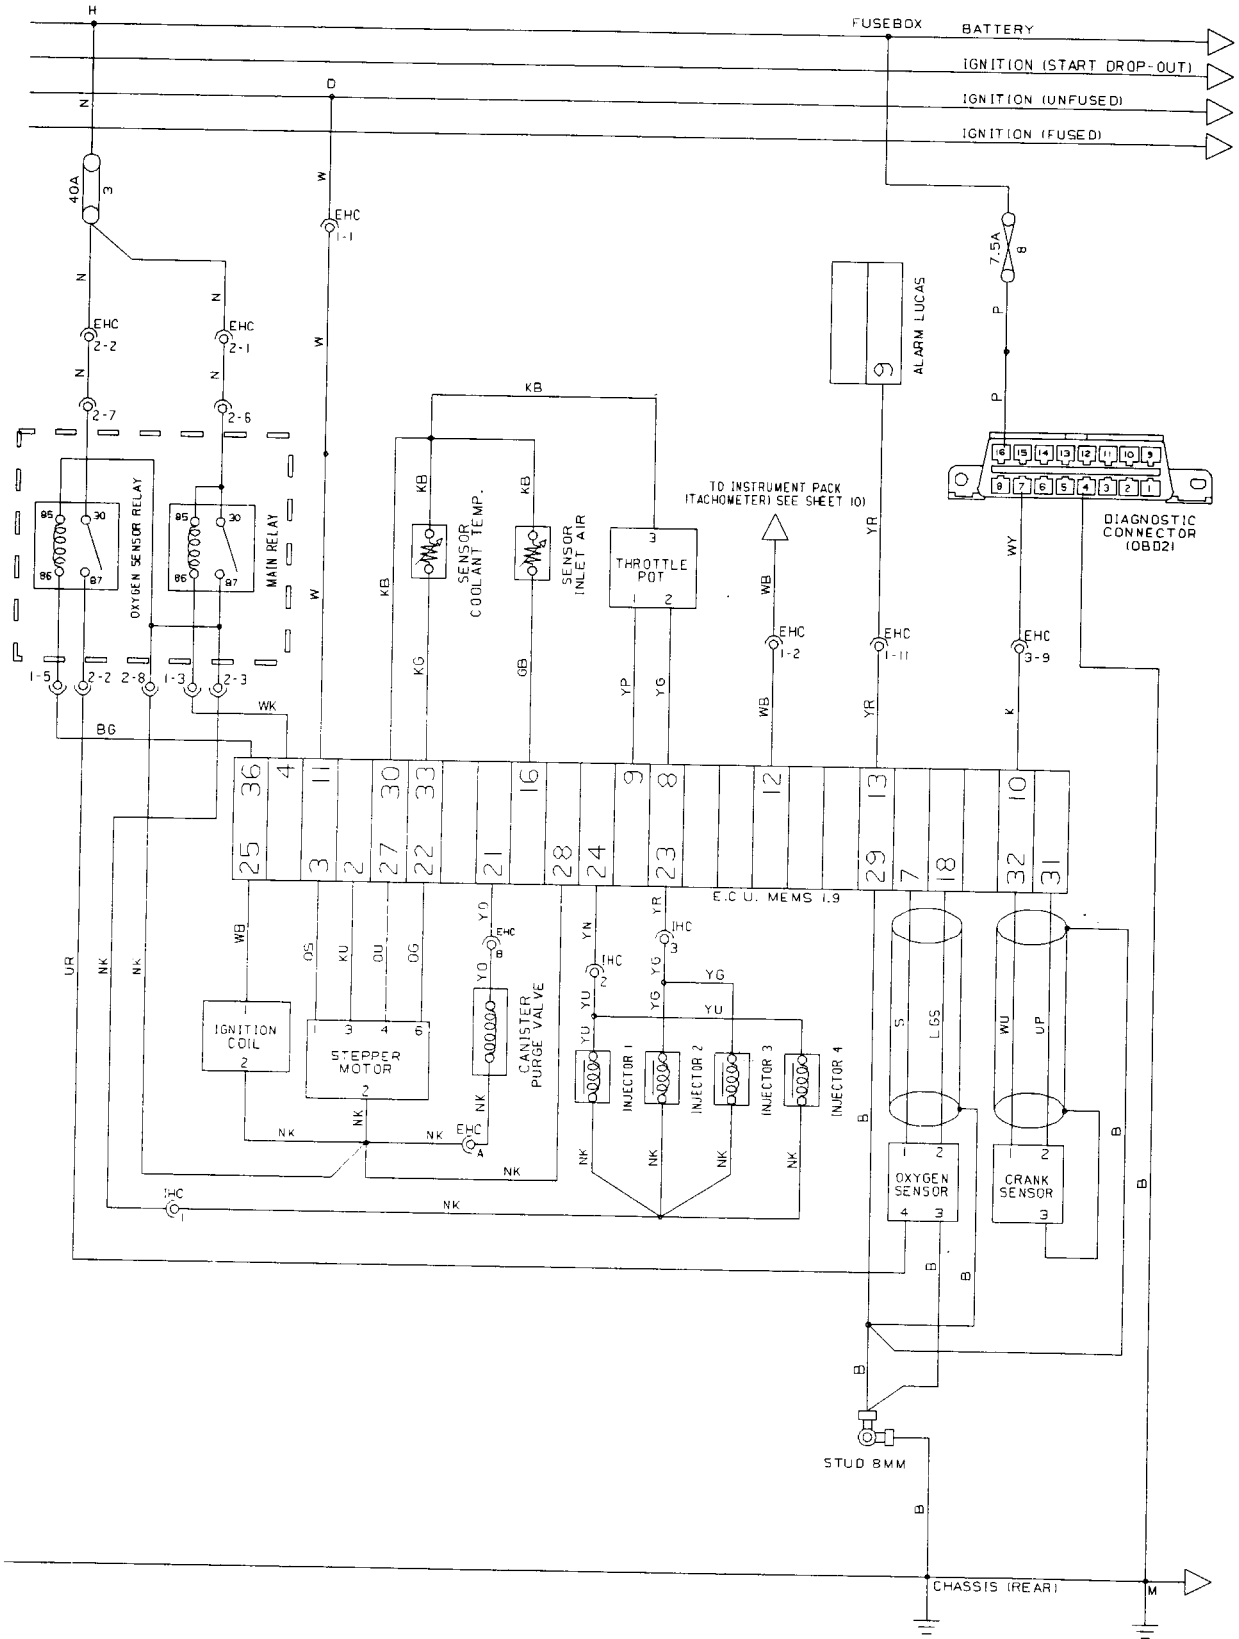 H
FUSEBOX
BATTERY
IGNITION (START DROP-OUT)
D
IGNITION (UNFUSED)
IGNITION (FUSED)
N
40A
3
W
EHC
1-1
7.5A
8
N
N
EHC
2-2
EHC
2-1
W
P
ALARM LUCAS
9
N
N
2-7
2-6
KB
P
16 15 14 13 12 11 10 9
8 7 6 5 4 3 2 1
DIAGNOSTIC
CONNECTOR
(OBD2)
TO INSTRUMENT PACK
(TACHOMETER) SEE SHEET 10)
KB
KB
SENSOR
COOLANT TEMP.
SENSOR
INLET AIR
3
THROTTLE
POT
1 2
YR
WY
85 30
86 87
OXYGEN SENSOR RELAY
85 30
86 87
MAIN RELAY
W
KB
WB
EHC
1-2
EHC
1-11
EHC
3-9
1-5 2-2 2-8 1-3 2-3
KG
GB
YP
YG
WB
YR
K
WK
BG
36 4 11 30 33 16 9 8 12 13 10
25 3 2 27 22 21 28 24 23 29 7 18 32 31
E.C.U. MEMS 1.9
WB
OS
KU
OU
OG
YO
EHC
B
YO
YN
IHC
2
YR
IHC
3
YG
YG
YG
YU
YU
YU
UR
NK
NK
1
IGNITION
COIL
2
1 3 4 6
STEPPER
MOTOR
2
CANISTER
PURGE VALVE
INJECTOR 1
INJECTOR 2
INJECTOR 3
INJECTOR 4
S
LGS
WU
UP
NK
NK
NK
NK
EHC
A
NK
NK
NK
NK
NK
B
B
B
1 2
OXYGEN
SENSOR
4 3
1 2
CRANK
SENSOR
3
IHC
1
NK
B
B
B
STUD 8MM
B
CHASSIS (REAR)
M